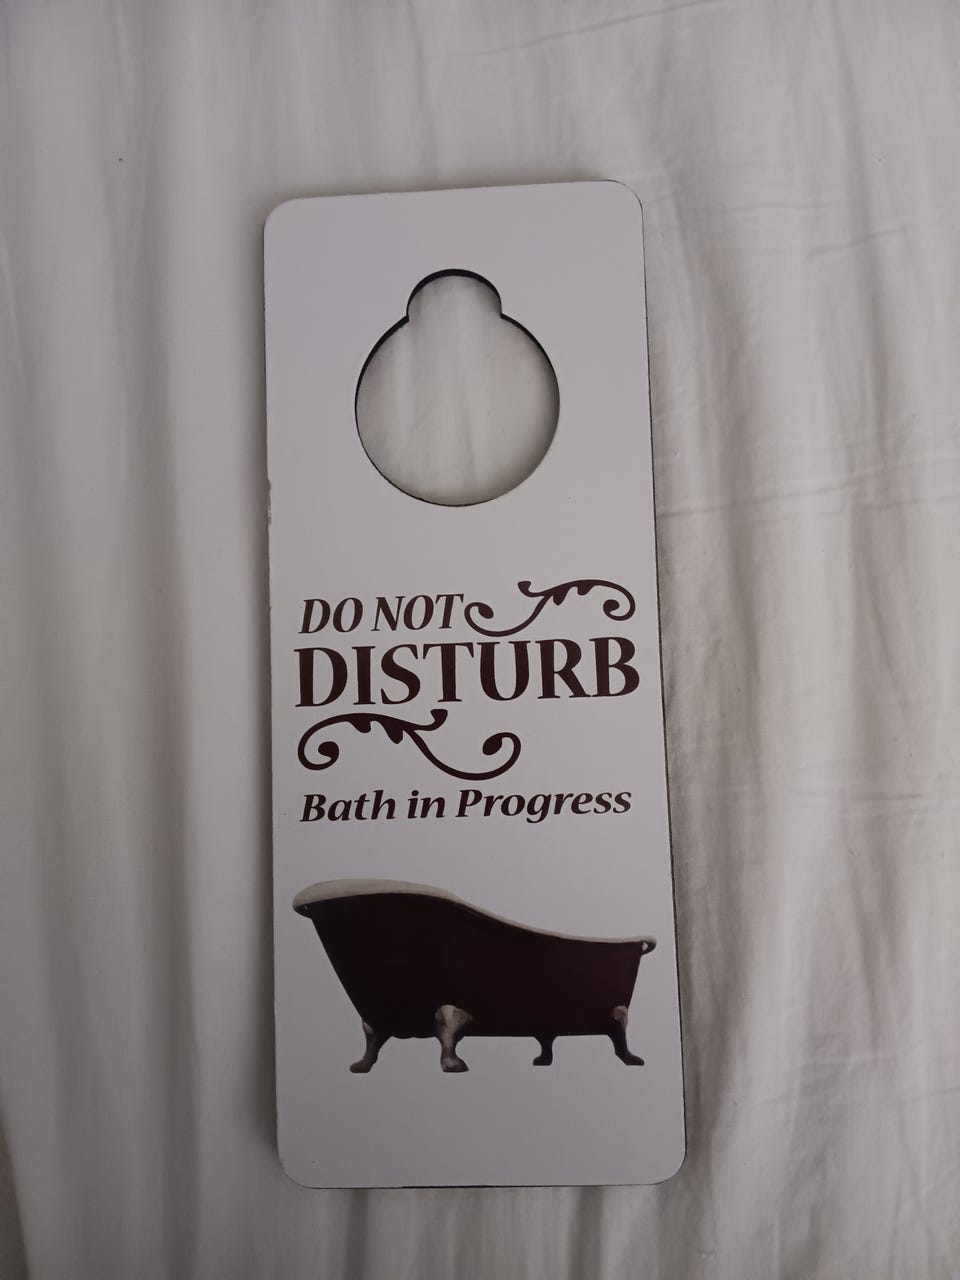 DO NOT
DISTURB
Bath in Progress